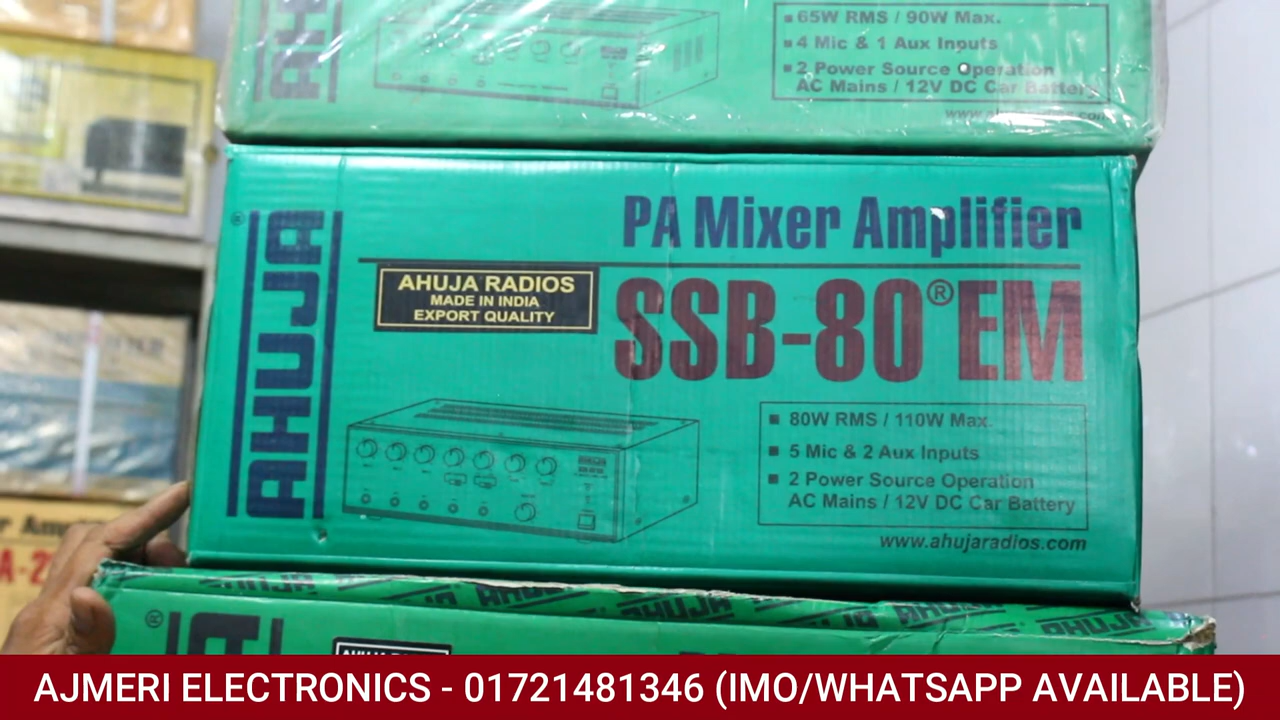 AH
65W RMS / 90W Max.
4 Mic & 1 Aux Inputs
2 Power Source Operation
AC Mains / 12V DC Car Battery
AHUJA
®
PA Mixer Amplifier
AHUJA RADIOS
MADE IN INDIA
EXPORT QUALITY
SSB-80® EM
80W RMS / 110W Max.
5 Mic & 2 Aux Inputs
2 Power Source Operation
AC Mains / 12V DC Car Battery
www.ahujaradios.com
AHUJA AHUJA AHUJA
®
AJMERI ELECTRONICS - 01721481346 (IMO/WHATSAPP AVAILABLE)